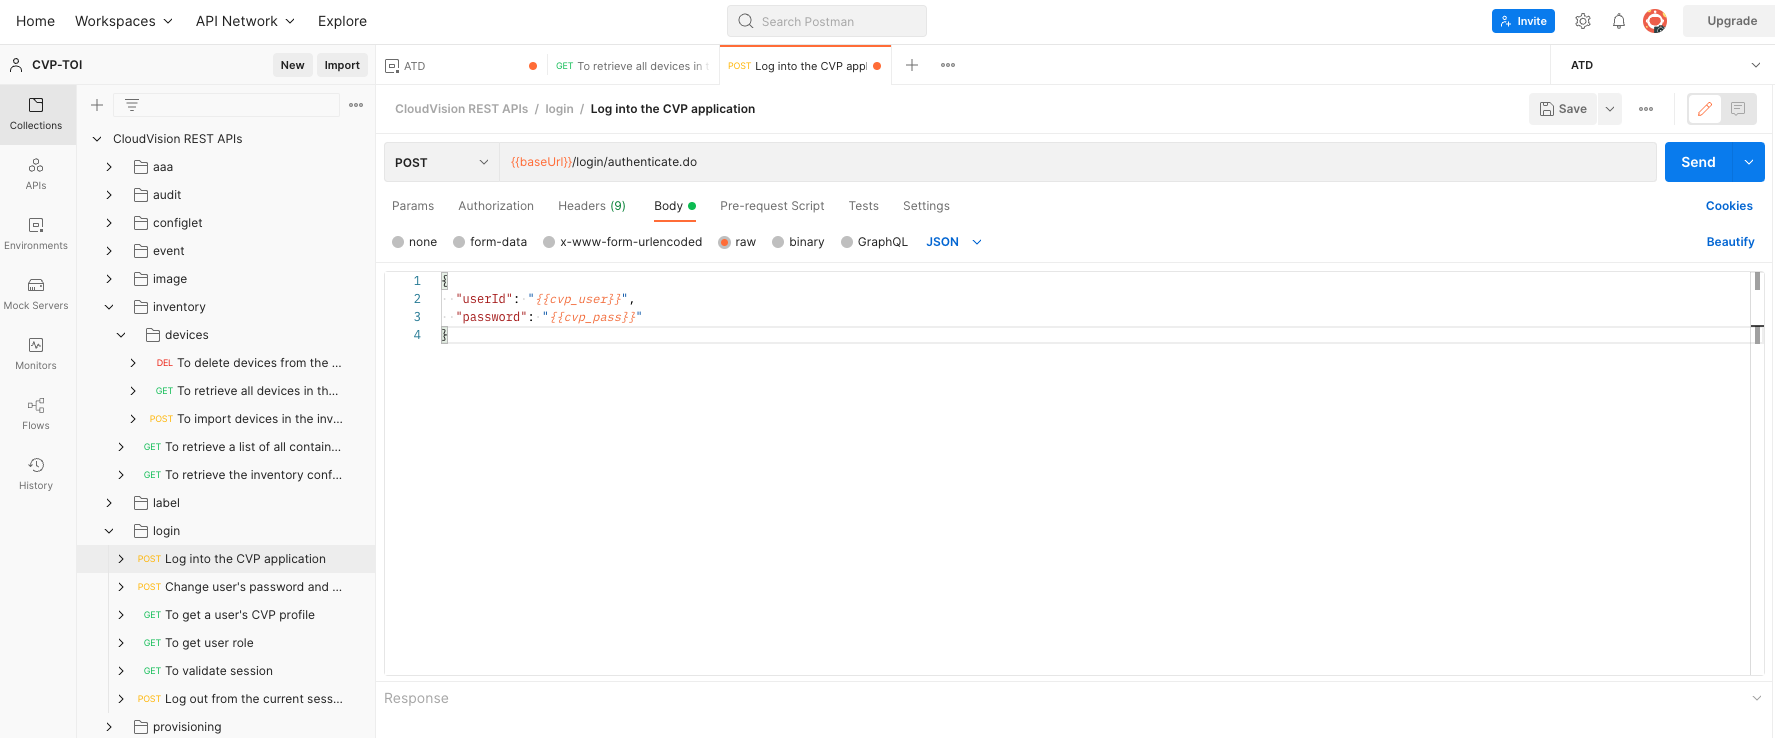 Home Workspaces API Network Explore Search Postman Invite Upgrade
CVP-TOI New Import ATD GET To retrieve all devices in t POST Log into the CVP appl ATD
Collections
APIs
Environments
Mock Servers
Monitors
Flows
History
CloudVision REST APIs
aaa
audit
configlet
event
image
inventory
devices
DEL To delete devices from the ...
GET To retrieve all devices in th...
POST To import devices in the inv...
GET To retrieve a list of all contain...
GET To retrieve the inventory conf...
label
login
POST Log into the CVP application
POST Change user's password and ...
GET To get a user's CVP profile
GET To get user role
GET To validate session
POST Log out from the current sess...
provisioning
CloudVision REST APIs / login / Log into the CVP application Save
POST {{baseUrl}}/login/authenticate.do Send
Params Authorization Headers (9) Body Pre-request Script Tests Settings Cookies
none form-data x-www-form-urlencoded raw binary GraphQL JSON Beautify
1 {
2 "userId": "{{cvp_user}}",
3 "password": "{{cvp_pass}}"
4 }
Response